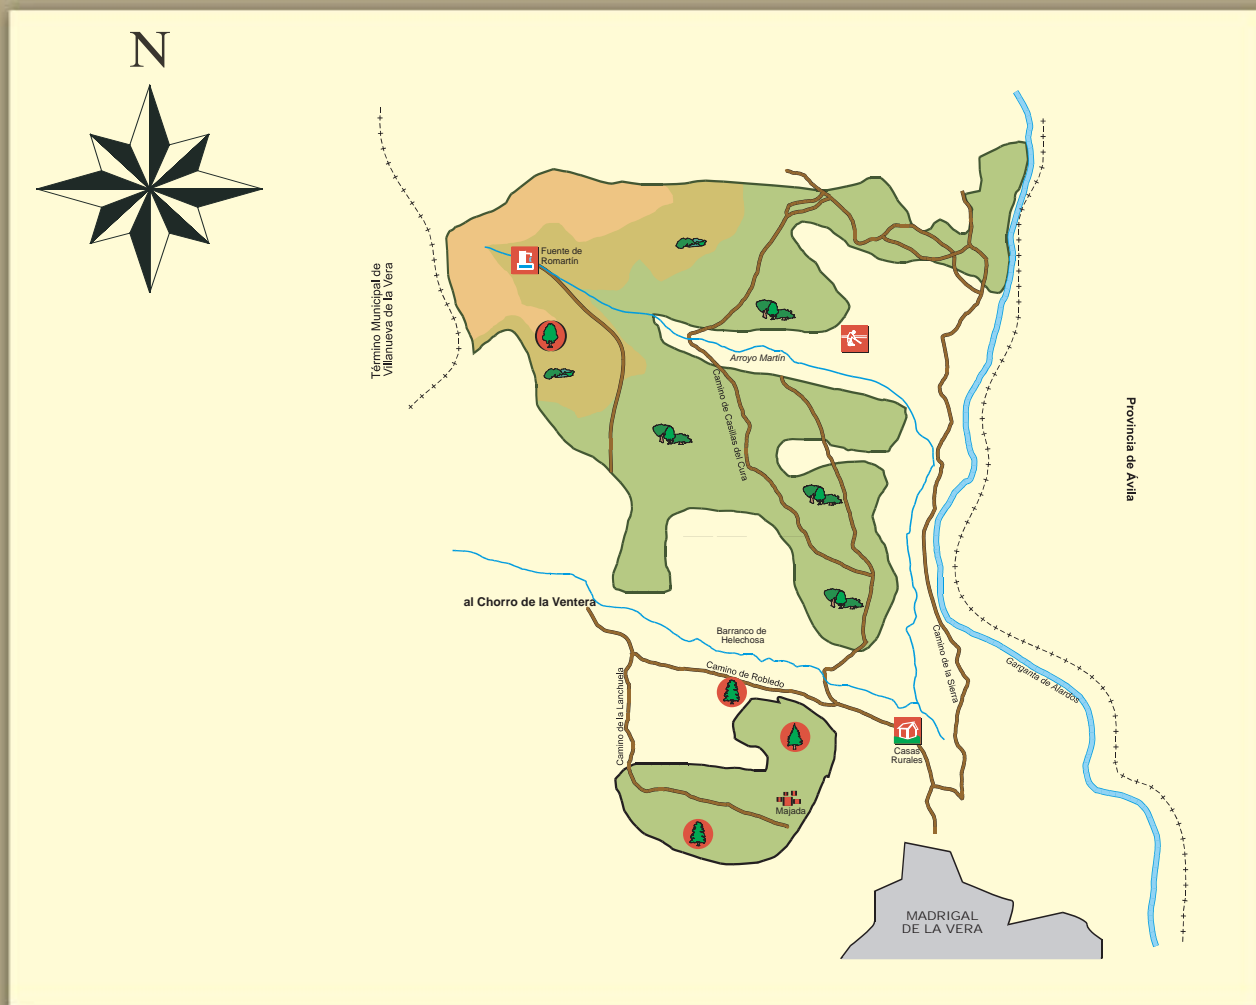 N
Fuente de
Romartín
Término Municipal de
Villanueva de la Vera
Arroyo Martín
Camino de Casillas del Cura
Provincia de Ávila
al Chorro de la Ventera
Barranco de
Helechosa
Camino de Robledo
Camino de la Lanchuela
Camino de la Sierra
Garganta de Alardos
Casas
Rurales
Majada
MADRIGAL
DE LA VERA